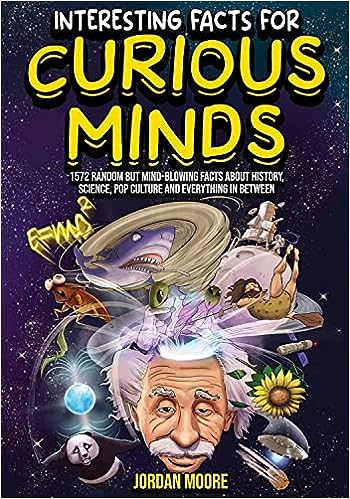 INTERESTING FACTS FOR
CURIOUS
MINDS
1572 RANDOM BUT MIND-BLOWING FACTS ABOUT HISTORY,
SCIENCE, POP CULTURE AND EVERYTHING IN BETWEEN
E=mc²
JORDAN MOORE